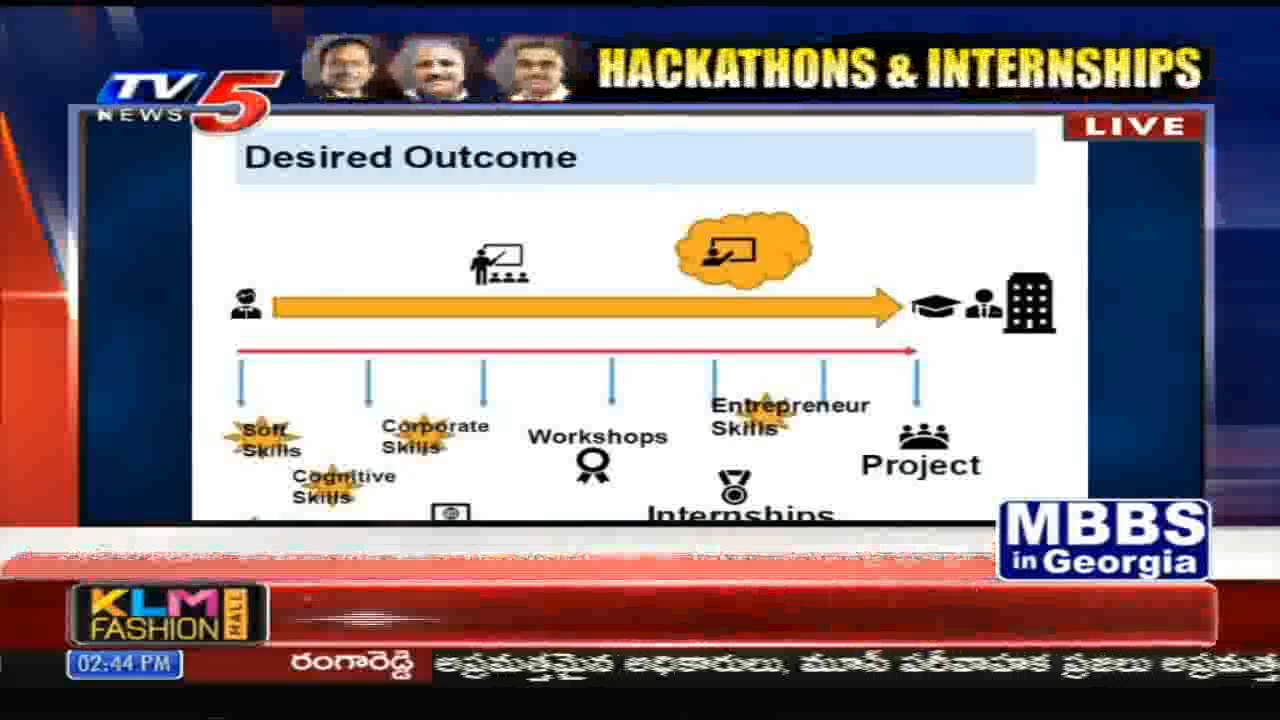 HACKATHONS & INTERNSHIPS
TV5
NEWS
LIVE
Desired Outcome
Soft
Skills
Cognitive
Skills
Corporate
Skills
Workshops
Internships
Entrepreneur
Skills
Project
MBBS
in Georgia
KLM
FASHION
MALL
02:44 PM
రంగారెడ్డి